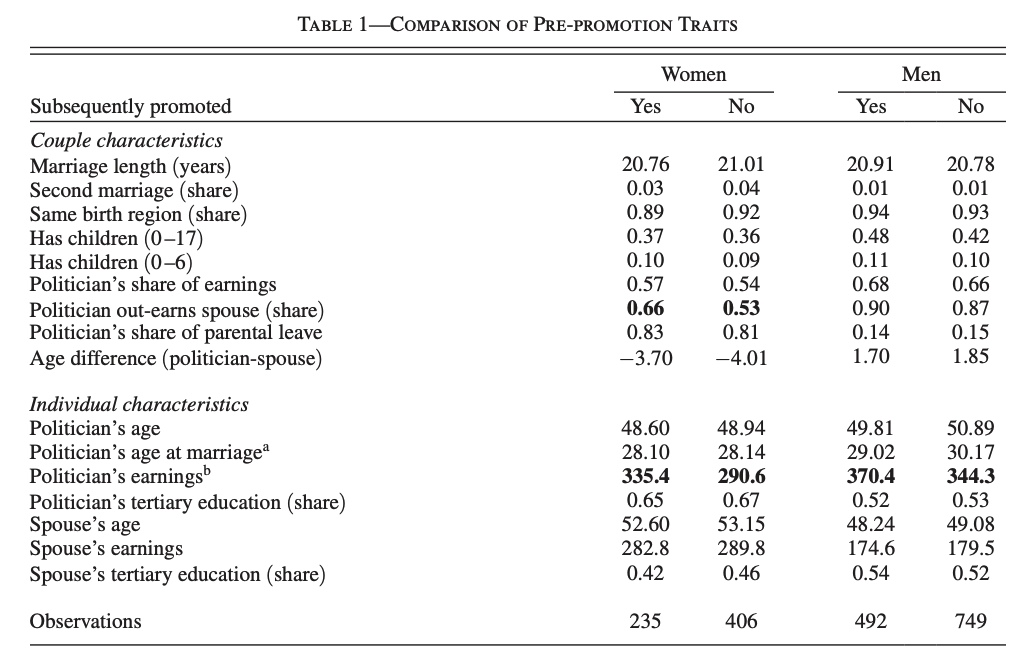 TABLE 1—COMPARISON OF PRE-PROMOTION TRAITS
Women Men
Subsequently promoted Yes No Yes No
Couple characteristics
Marriage length (years) 20.76 21.01 20.91 20.78
Second marriage (share) 0.03 0.04 0.01 0.01
Same birth region (share) 0.89 0.92 0.94 0.93
Has children (0–17) 0.37 0.36 0.48 0.42
Has children (0–6) 0.10 0.09 0.11 0.10
Politician's share of earnings 0.57 0.54 0.68 0.66
Politician out-earns spouse (share) 0.66 0.53 0.90 0.87
Politician's share of parental leave 0.83 0.81 0.14 0.15
Age difference (politician-spouse) −3.70 −4.01 1.70 1.85
Individual characteristics
Politician's age 48.60 48.94 49.81 50.89
Politician's age at marriageᵃ 28.10 28.14 29.02 30.17
Politician's earningsᵇ 335.4 290.6 370.4 344.3
Politician's tertiary education (share) 0.65 0.67 0.52 0.53
Spouse's age 52.60 53.15 48.24 49.08
Spouse's earnings 282.8 289.8 174.6 179.5
Spouse's tertiary education (share) 0.42 0.46 0.54 0.52
Observations 235 406 492 749